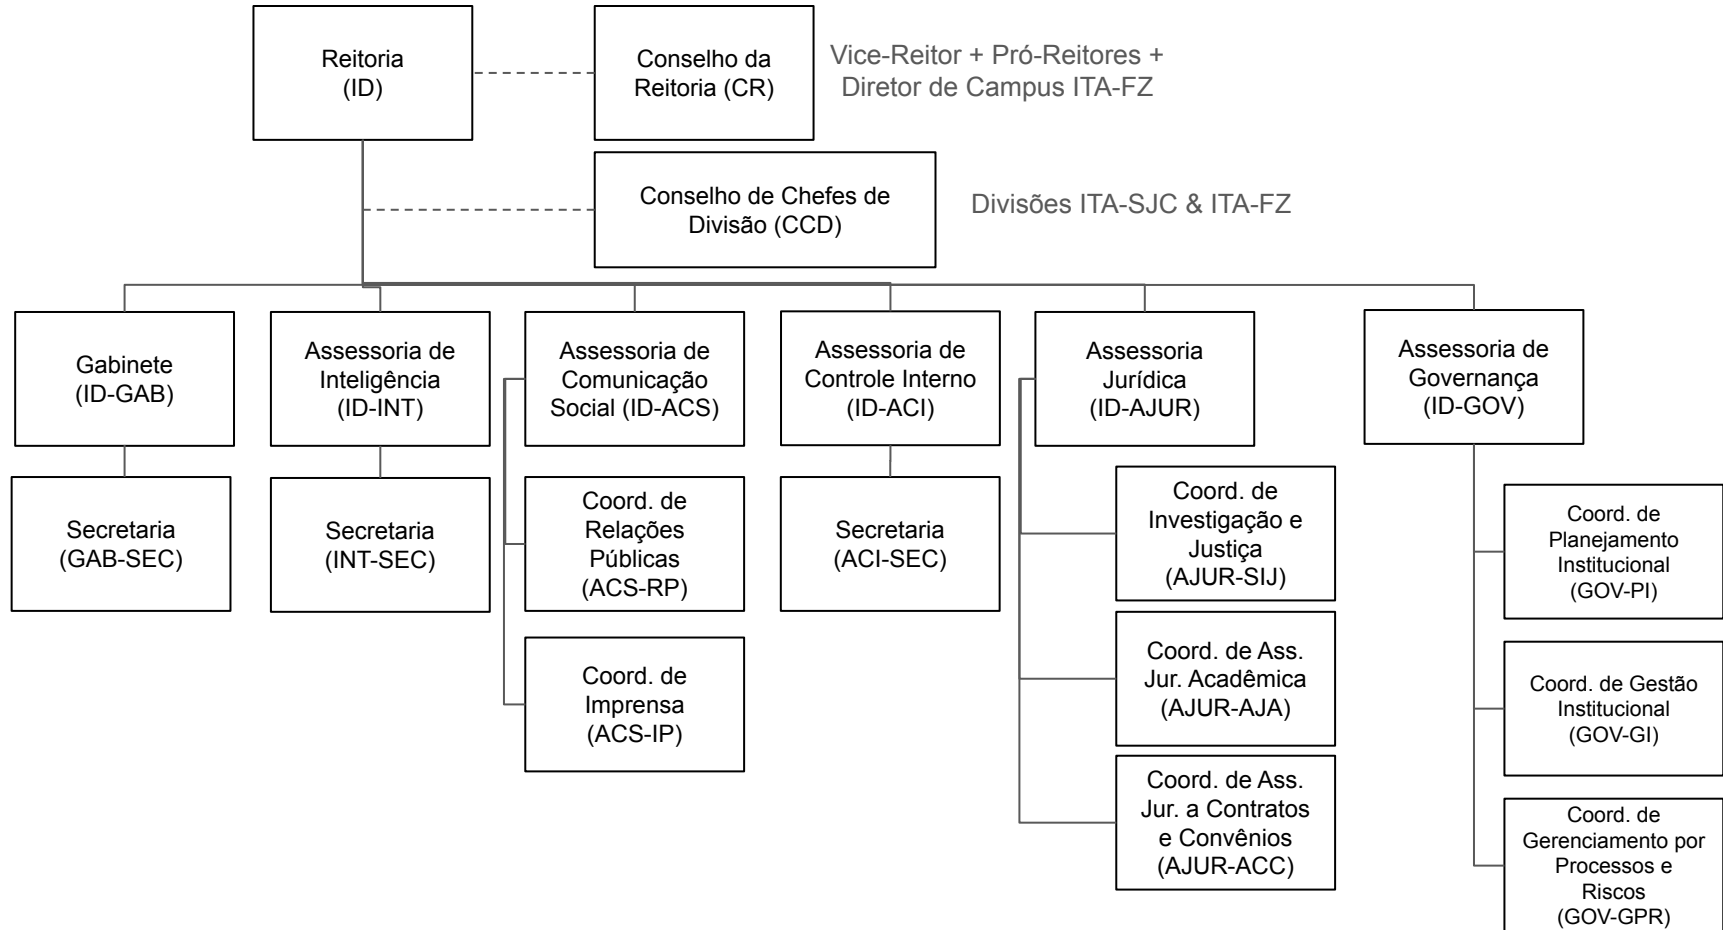 Reitoria
(ID)
Conselho da
Reitoria (CR)
Vice-Reitor + Pró-Reitores +
Diretor de Campus ITA-FZ
Conselho de Chefes de
Divisão (CCD)
Divisões ITA-SJC & ITA-FZ
Gabinete
(ID-GAB)
Assessoria de
Inteligência
(ID-INT)
Assessoria de
Comunicação
Social (ID-ACS)
Assessoria de
Controle Interno
(ID-ACI)
Assessoria
Jurídica
(ID-AJUR)
Assessoria de
Governança
(ID-GOV)
Secretaria
(GAB-SEC)
Secretaria
(INT-SEC)
Coord. de
Relações
Públicas
(ACS-RP)
Secretaria
(ACI-SEC)
Coord. de
Investigação e
Justiça
(AJUR-SIJ)
Coord. de
Planejamento
Institucional
(GOV-PI)
Coord. de
Imprensa
(ACS-IP)
Coord. de Ass.
Jur. Acadêmica
(AJUR-AJA)
Coord. de Gestão
Institucional
(GOV-GI)
Coord. de Ass.
Jur. a Contratos
e Convênios
(AJUR-ACC)
Coord. de
Gerenciamento por
Processos e
Riscos
(GOV-GPR)